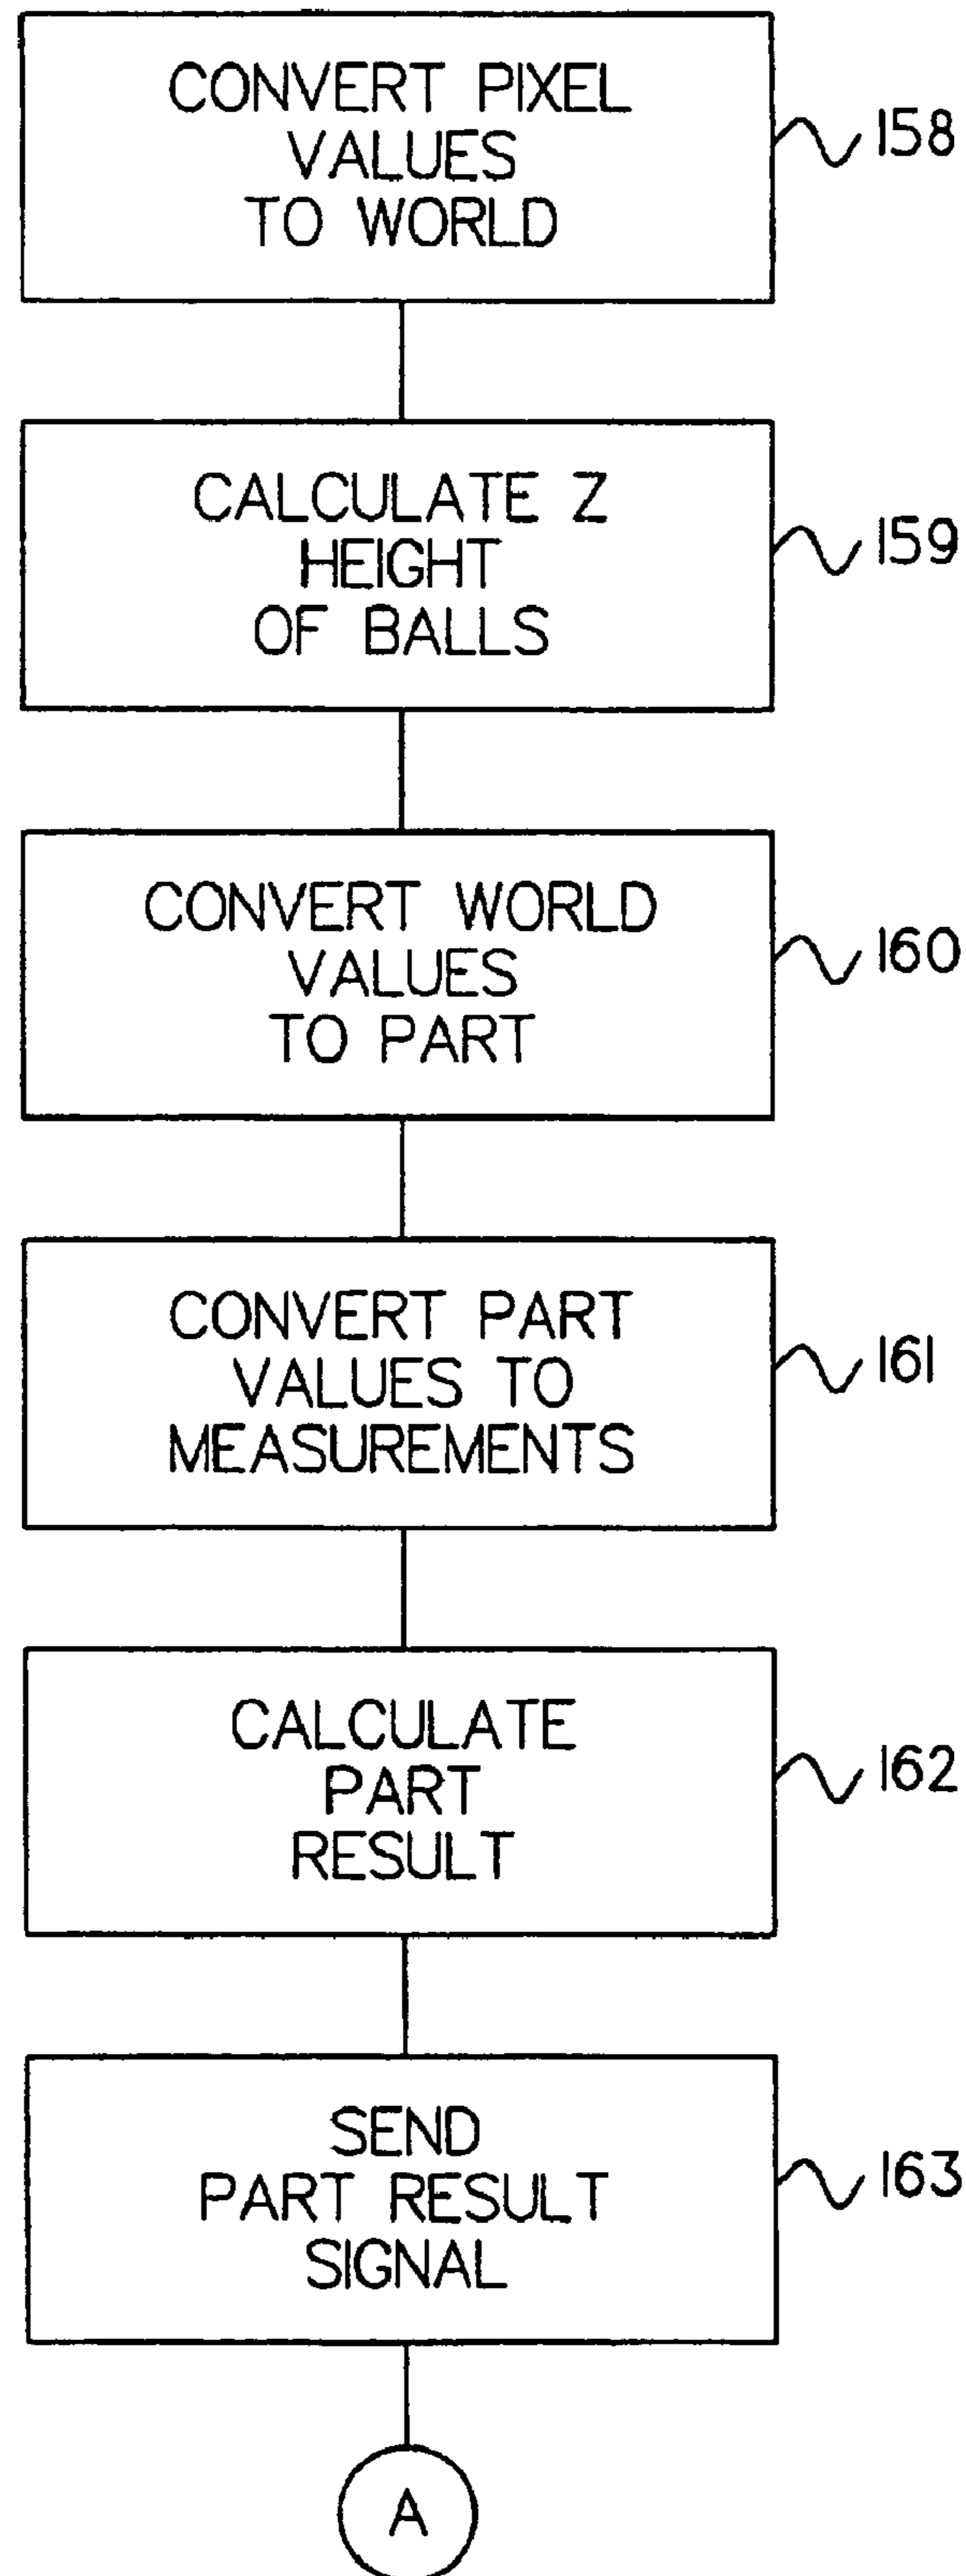 CONVERT PIXEL
VALUES
TO WORLD
158
CALCULATE Z
HEIGHT
OF BALLS
159
CONVERT WORLD
VALUES
TO PART
160
CONVERT PART
VALUES TO
MEASUREMENTS
161
CALCULATE
PART
RESULT
162
SEND
PART RESULT
SIGNAL
163
A